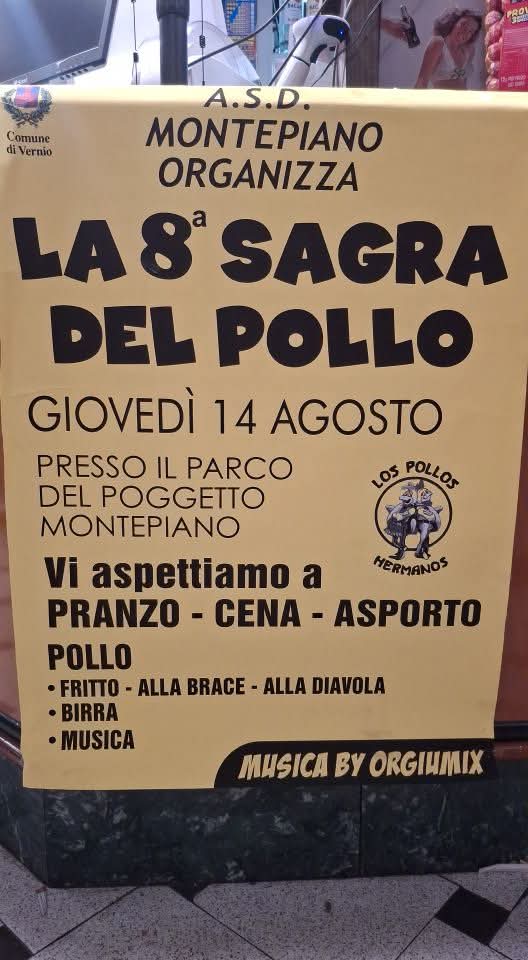 Comune
di Vernio
A.S.D.
MONTEPIANO
ORGANIZZA
LA 8ª SAGRA
DEL POLLO
GIOVEDÌ 14 AGOSTO
PRESSO IL PARCO
DEL POGGETTO
MONTEPIANO
LOS POLLOS
HERMANOS
Vi aspettiamo a
PRANZO - CENA - ASPORTO
POLLO
• FRITTO - ALLA BRACE - ALLA DIAVOLA
• BIRRA
• MUSICA
MUSICA BY ORGIUMIX